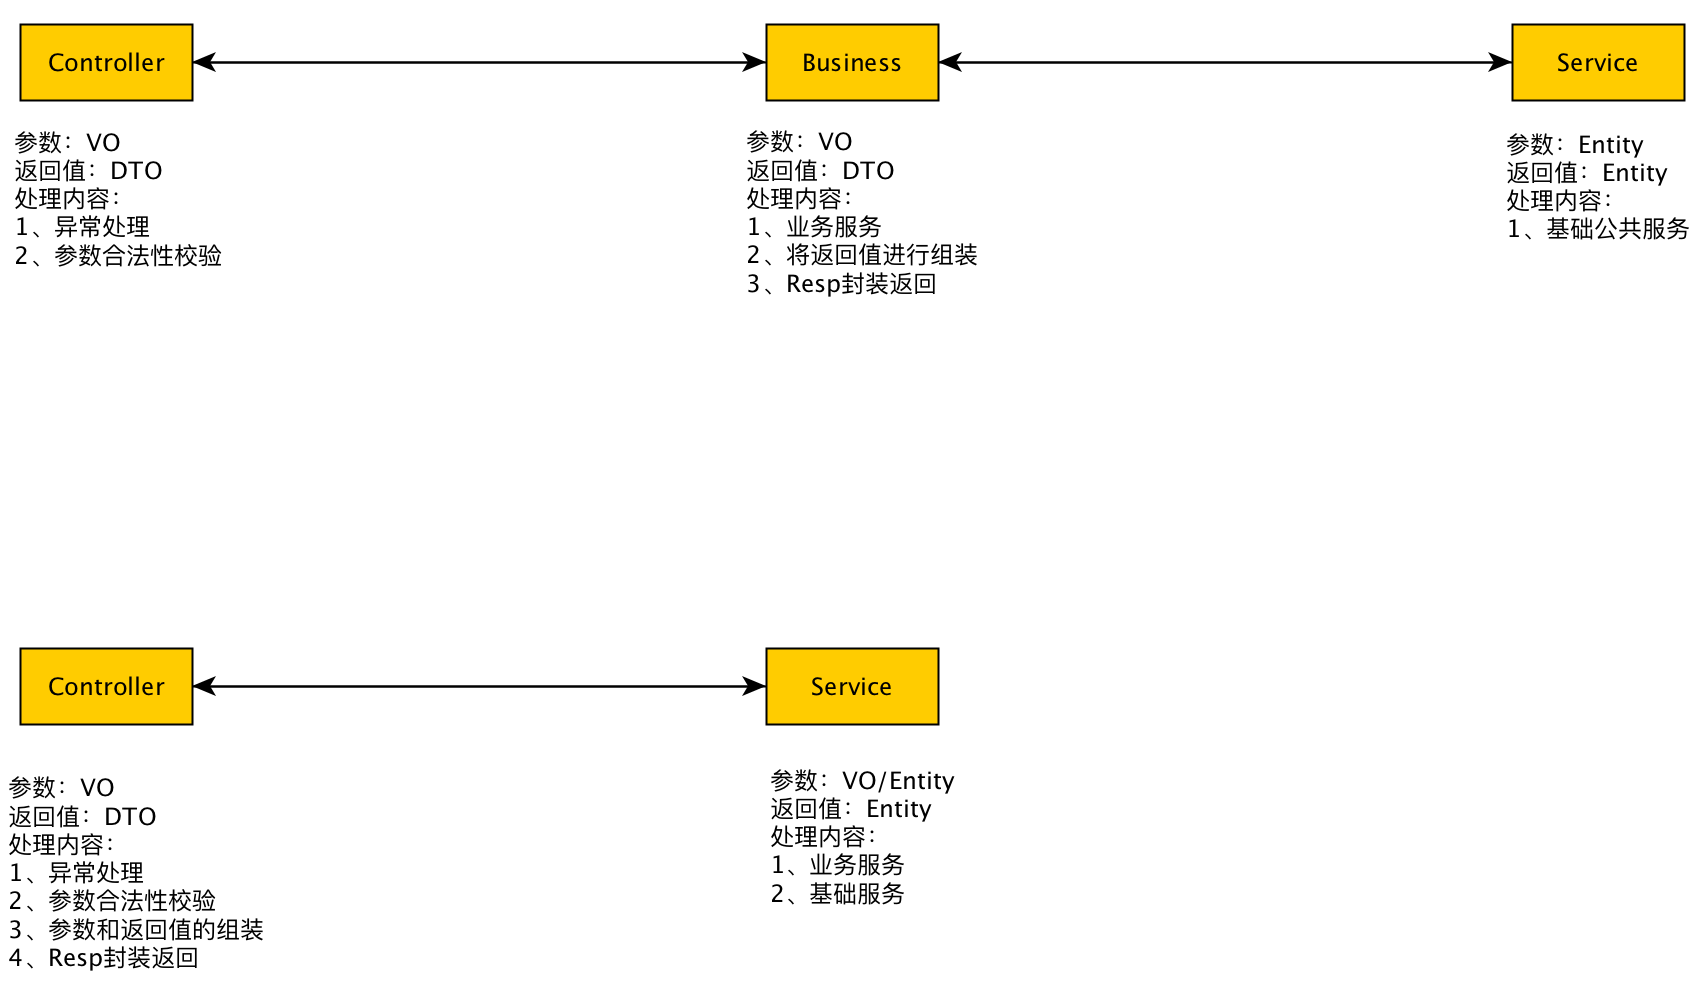 Controller
Business
Service
参数：VO
返回值：DTO
处理内容：
1、异常处理
2、参数合法性校验
参数：VO
返回值：DTO
处理内容：
1、业务服务
2、将返回值进行组装
3、Resp封装返回
参数：Entity
返回值：Entity
处理内容：
1、基础公共服务
Controller
Service
参数：VO
返回值：DTO
处理内容：
1、异常处理
2、参数合法性校验
3、参数和返回值的组装
4、Resp封装返回
参数：VO/Entity
返回值：Entity
处理内容：
1、业务服务
2、基础服务